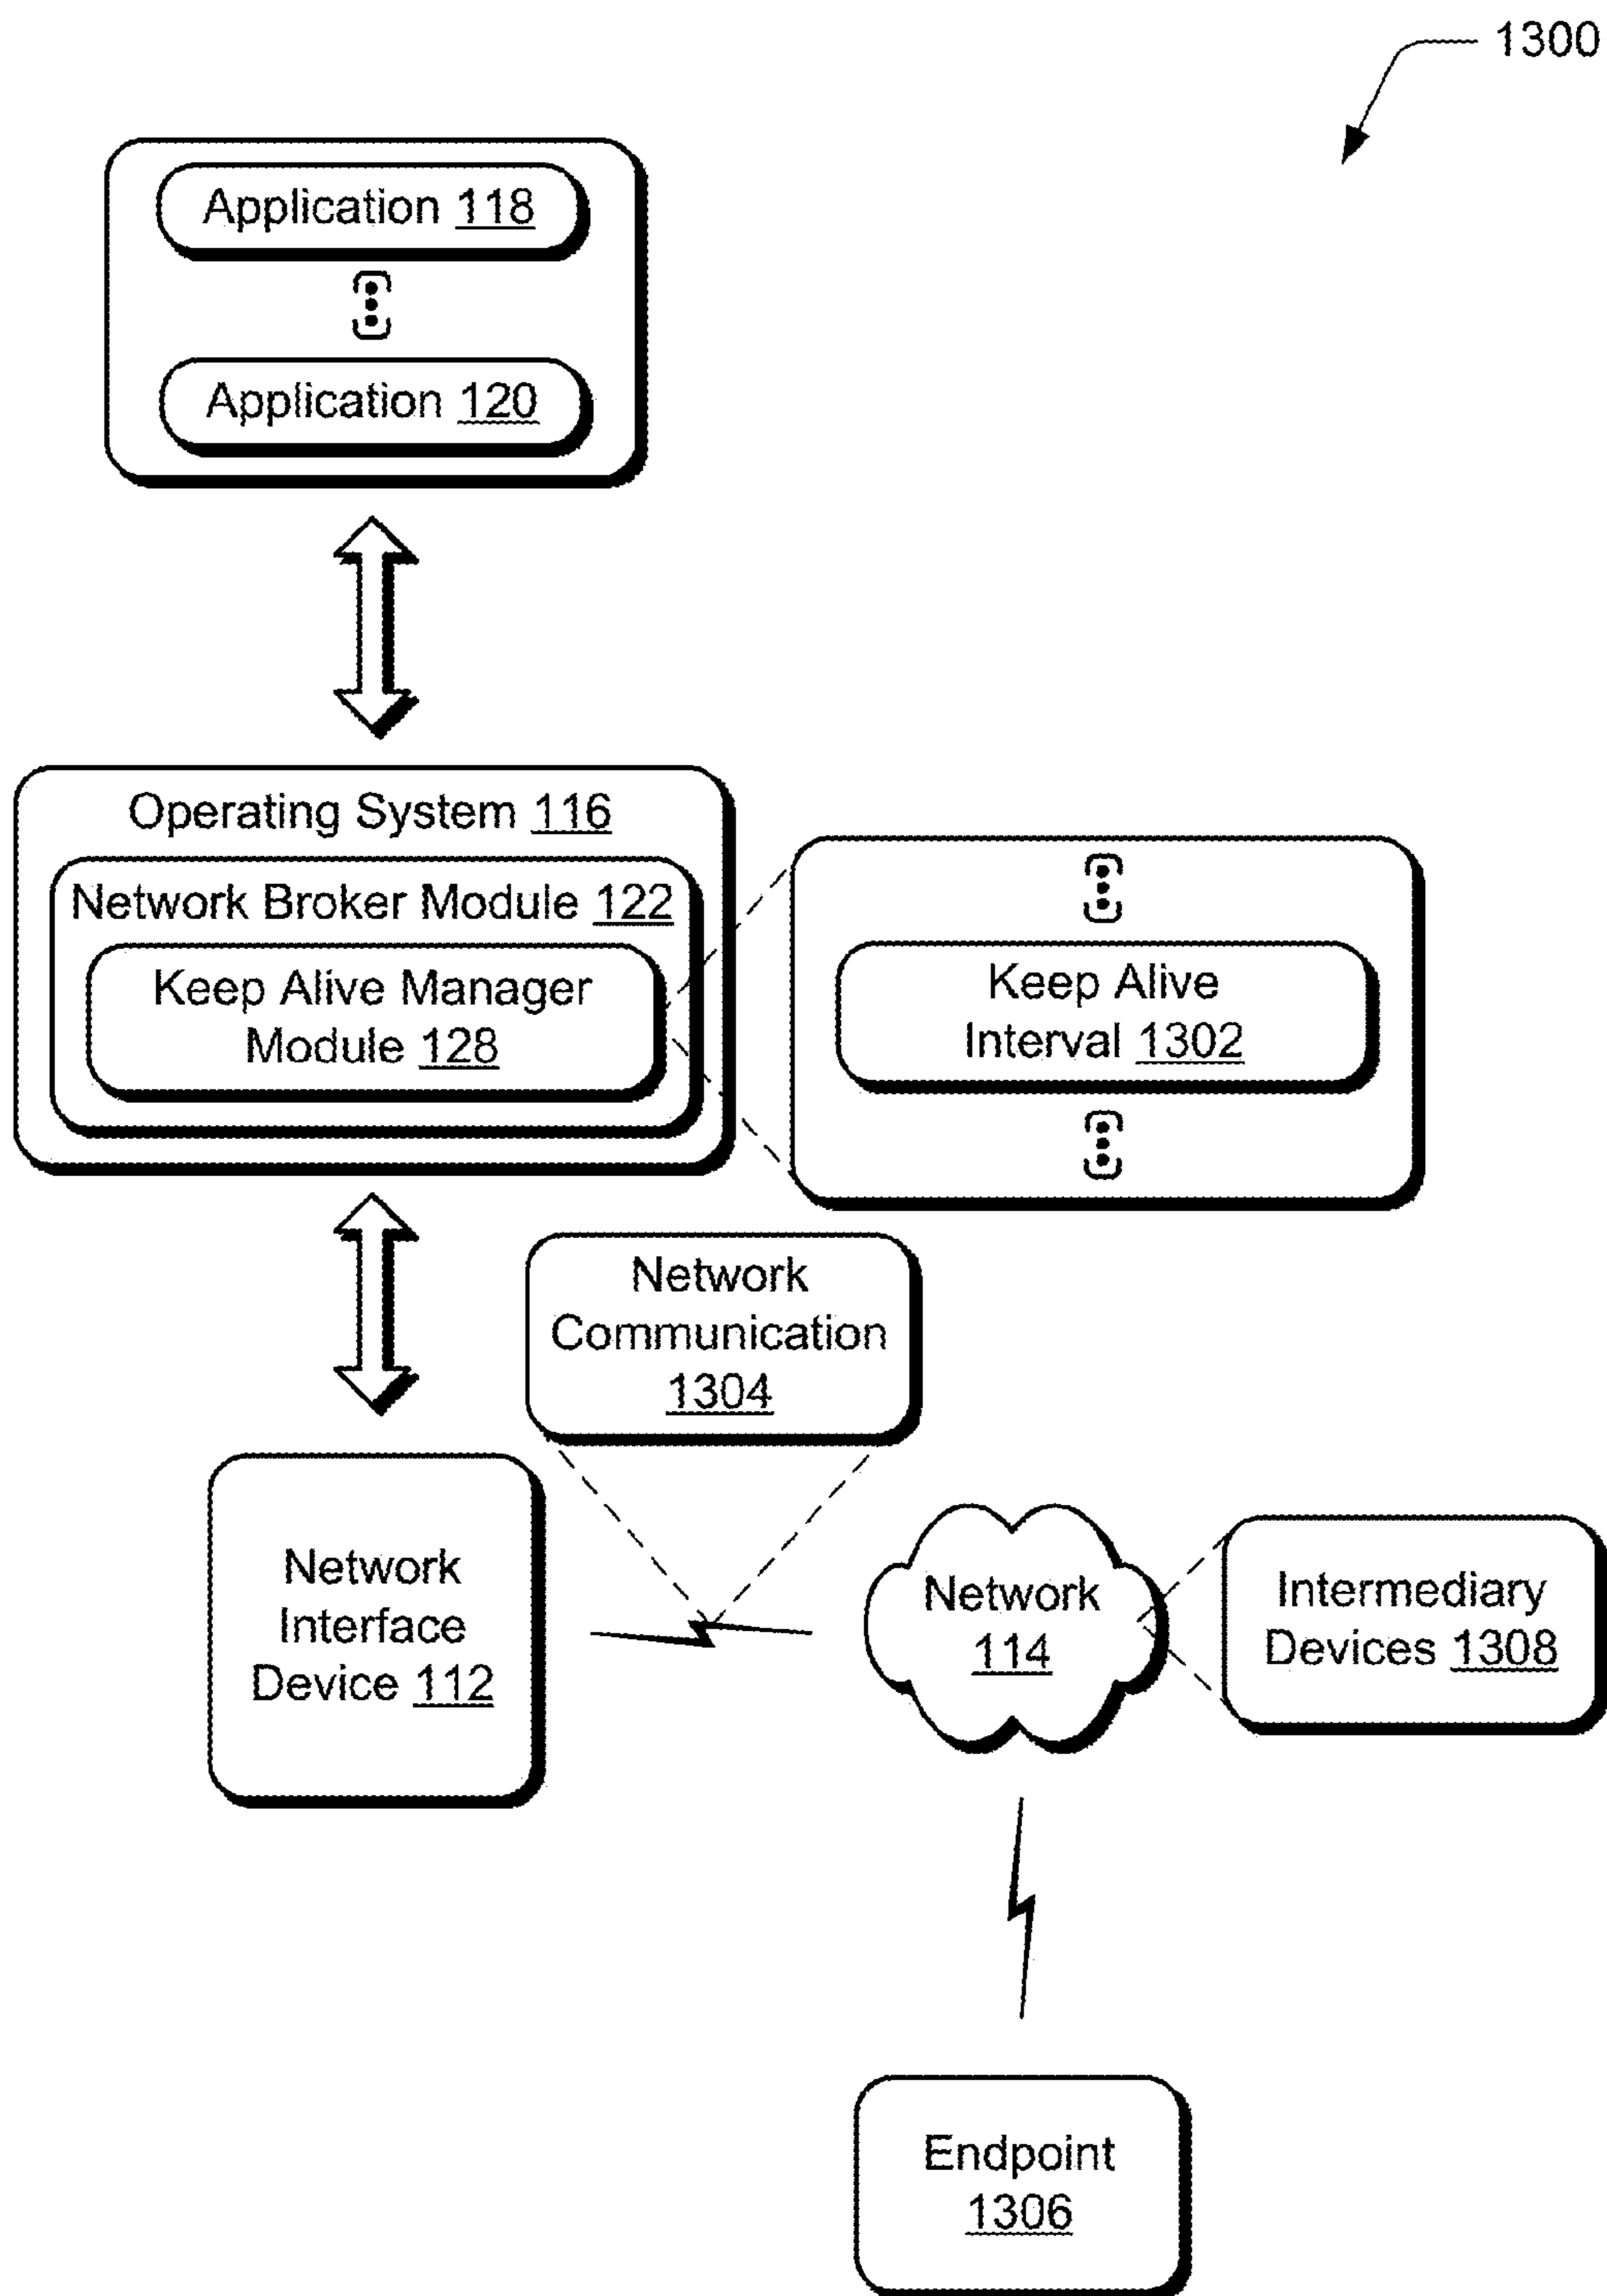 1300
Application 118
Application 120
Operating System 116
Network Broker Module 122
Keep Alive Manager
Module 128
Keep Alive
Interval 1302
Network
Communication
1304
Network
Interface
Device 112
Network
114
Intermediary
Devices 1308
Endpoint
1306